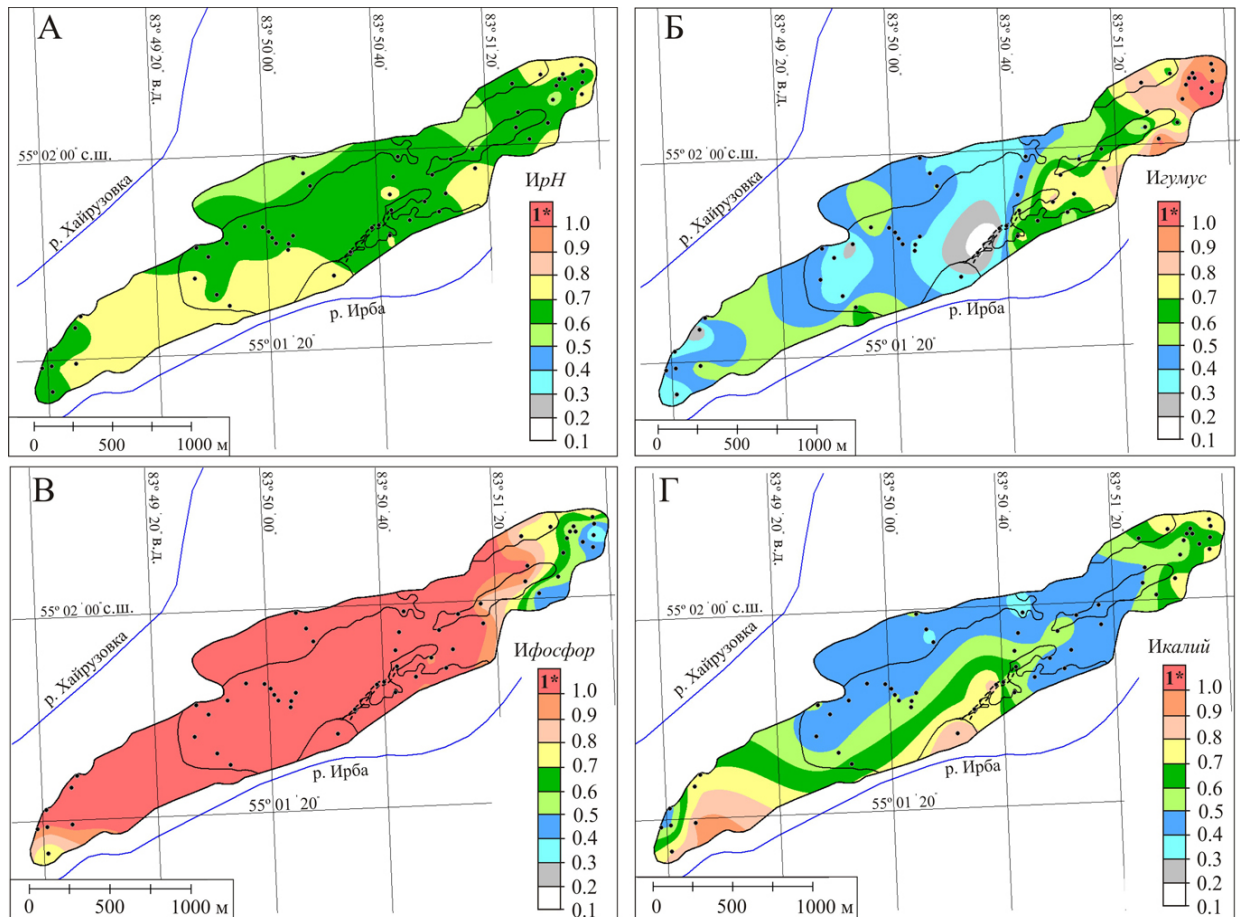 А
83° 49' 20" в.д.
83° 50' 00"
83° 50' 40"
83° 51' 20"
55° 02' 00" с.ш.
р. Хайрузовка
р. Ирба
55° 01' 20"
ИрН
1*
1.0
0.9
0.8
0.7
0.6
0.5
0.4
0.3
0.2
0.1
0 500 1000 м
Б
83° 49' 20" в.д.
83° 50' 00"
83° 50' 40"
83° 51' 20"
55° 02' 00" с.ш.
р. Хайрузовка
р. Ирба
55° 01' 20"
Игумус
1*
1.0
0.9
0.8
0.7
0.6
0.5
0.4
0.3
0.2
0.1
0 500 1000 м
В
83° 49' 20" в.д.
83° 50' 00"
83° 50' 40"
83° 51' 20"
55° 02' 00" с.ш.
р. Хайрузовка
р. Ирба
55° 01' 20"
Ифосфор
1*
1.0
0.9
0.8
0.7
0.6
0.5
0.4
0.3
0.2
0.1
0 500 1000 м
Г
83° 49' 20" в.д.
83° 50' 00"
83° 50' 40"
83° 51' 20"
55° 02' 00" с.ш.
р. Хайрузовка
р. Ирба
55° 01' 20"
Икалий
1*
1.0
0.9
0.8
0.7
0.6
0.5
0.4
0.3
0.2
0.1
0 500 1000 м